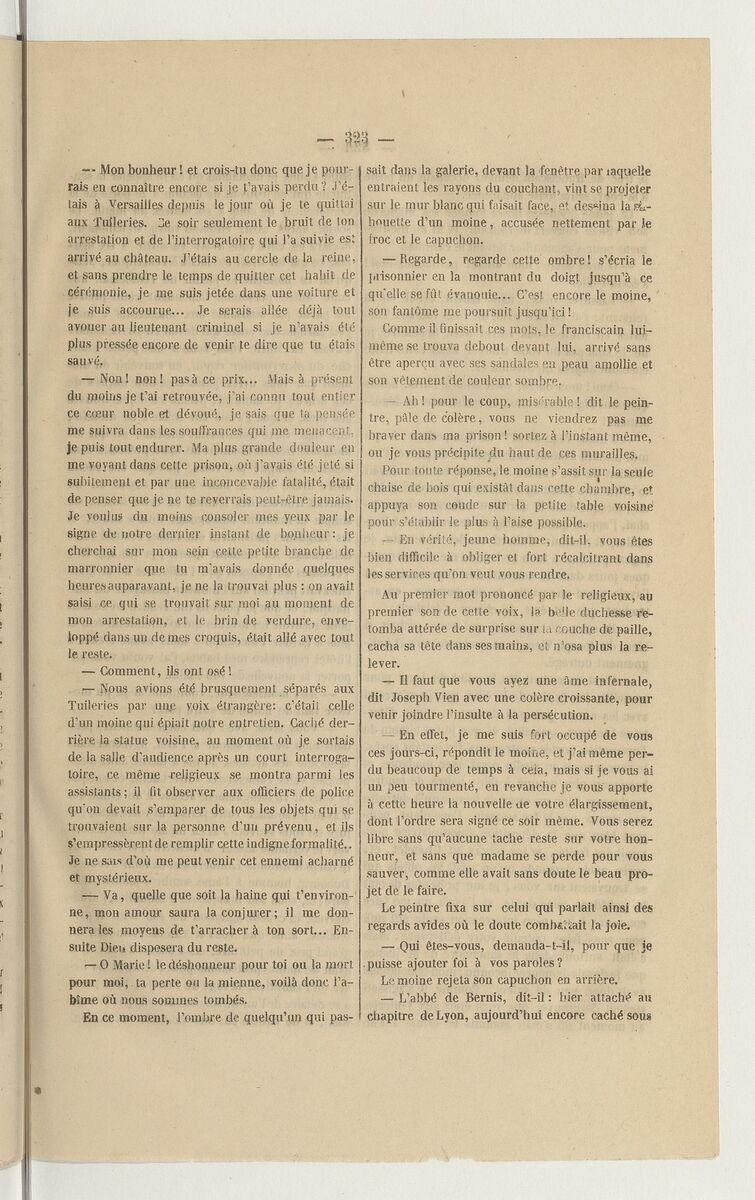 — 323 —
— Mon bonheur ! et crois-tu donc que je pour-
rais en connaître encore si je t'avais perdu ? J'é-
tais à Versailles depuis le jour où je te quittai
aux Tuileries. Ce soir seulement le bruit de ton
arrestation et de l'interrogatoire qui l'a suivie est
arrivé au château. J'étais au cercle de la reine,
et sans prendre le temps de quitter cet habit de
cérémonie, je me suis jetée dans une voiture et
je suis accourue... Je serais allée déjà tout
avouer au lieutenant criminel si je n'avais été
plus pressée encore de venir te dire que tu étais
sauvé.
— Non ! non ! pas à ce prix... Mais à présent
du moins je t'ai retrouvée, j'ai connu tout entier
ce cœur noble et dévoué, je sais que ta pensée
me suivra dans les souffrances qui me menacent,
je puis tout endurer. Ma plus grande douleur en
me voyant dans cette prison, où j'avais été jeté si
subitement et par une inconcevable fatalité, était
de penser que je ne te reverrais peut-être jamais.
Je voulus du moins consoler mes yeux par le
signe de notre dernier instant de bonheur : je
cherchai sur mon sein cette petite branche de
marronnier que tu m'avais donnée quelques
heures auparavant, je ne la trouvai plus : on avait
saisi ce qui se trouvait sur moi au moment de
mon arrestation, et le brin de verdure, enve-
loppé dans un de mes croquis, était allé avec tout
le reste.
— Comment, ils ont osé !
— Nous avions été brusquement séparés aux
Tuileries par une voix étrangère: c'était celle
d'un moine qui épiait notre entretien. Caché der-
rière la statue voisine, au moment où je sortais
de la salle d'audience après un court interroga-
toire, ce même religieux se montra parmi les
assistants ; il fit observer aux officiers de police
qu'on devait s'emparer de tous les objets qui se
trouvaient sur la personne d'un prévenu, et ils
s'empressèrent de remplir cette indigne formalité..
Je ne sais d'où me peut venir cet ennemi acharné
et mystérieux.
— Va, quelle que soit la haine qui t'environ-
ne, mon amour saura la conjurer ; il me don-
nera les moyens de t'arracher à ton sort... En-
suite Dieu disposera du reste.
— O Marie ! le déshonneur pour toi ou la mort
pour moi, ta perte ou la mienne, voilà donc l'a-
bîme où nous sommes tombés.
En ce moment, l'ombre de quelqu'un qui pas-
sait dans la galerie, devant la fenêtre par laquelle
entraient les rayons du couchant, vint se projeter
sur le mur blanc qui faisait face, et dessina la si-
houette d'un moine, accusée nettement par le
froc et le capuchon.
— Regarde, regarde cette ombre ! s'écria le
prisonnier en la montrant du doigt jusqu'à ce
qu'elle se fût évanouie... C'est encore le moine,
son fantôme me poursuit jusqu'ici !
Comme il finissait ces mots, le franciscain lui-
même se trouva debout devant lui, arrivé sans
être aperçu avec ses sandales en peau amollie et
son vêtement de couleur sombre.
— Ah ! pour le coup, misérable ! dit le pein-
tre, pâle de colère, vous ne viendrez pas me
braver dans ma prison ! sortez à l'instant même,
ou je vous précipite du haut de ces murailles.
Pour toute réponse, le moine s'assit sur la seule
chaise de bois qui existât dans cette chambre, et
appuya son coude sur la petite table voisine
pour s'établir le plus à l'aise possible.
— En vérité, jeune homme, dit-il, vous êtes
bien difficile à obliger et fort récalcitrant dans
les services qu'on veut vous rendre.
Au premier mot prononcé par le religieux, au
premier son de cette voix, la belle duchesse re-
tomba attérée de surprise sur la couche de paille,
cacha sa tête dans ses mains, et n'osa plus la re-
lever.
— Il faut que vous ayez une âme infernale,
dit Joseph Vien avec une colère croissante, pour
venir joindre l'insulte à la persécution.
— En effet, je me suis fort occupé de vous
ces jours-ci, répondit le moine, et j'ai même per-
du beaucoup de temps à cela, mais si je vous ai
un peu tourmenté, en revanche je vous apporte
à cette heure la nouvelle de votre élargissement,
dont l'ordre sera signé ce soir même. Vous serez
libre sans qu'aucune tache reste sur votre hon-
neur, et sans que madame se perde pour vous
sauver, comme elle avait sans doute le beau pro-
jet de le faire.
Le peintre fixa sur celui qui parlait ainsi des
regards avides où le doute combattait la joie.
— Qui êtes-vous, demanda-t-il, pour que je
puisse ajouter foi à vos paroles ?
Le moine rejeta son capuchon en arrière.
— L'abbé de Bernis, dit-il : hier attaché au
chapitre de Lyon, aujourd'hui encore caché sous